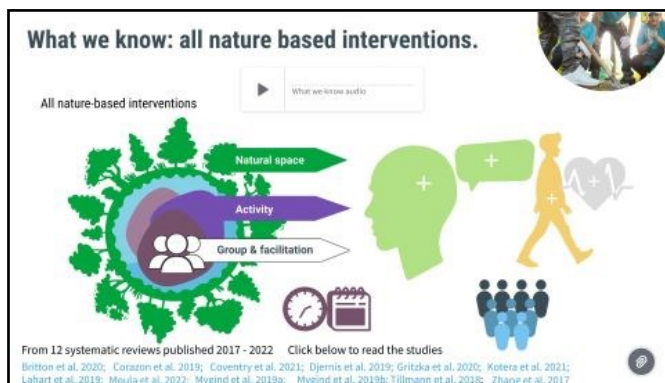 What we know: all nature based interventions.
What we know audio
All nature-based interventions
Natural space
Activity
Group & facilitation
From 12 systematic reviews published 2017 - 2022 Click below to read the studies
Britton et al. 2020; Corazon et al. 2019; Coventry et al. 2021; Djernis et al. 2019; Gritzka et al. 2020; Kotera et al. 2021;
Lahart et al. 2019; Moula et al. 2022; Mygind et al. 2019a; Mygind et al. 2019b; Tillmann et al. 2018; Zhang et al. 2017